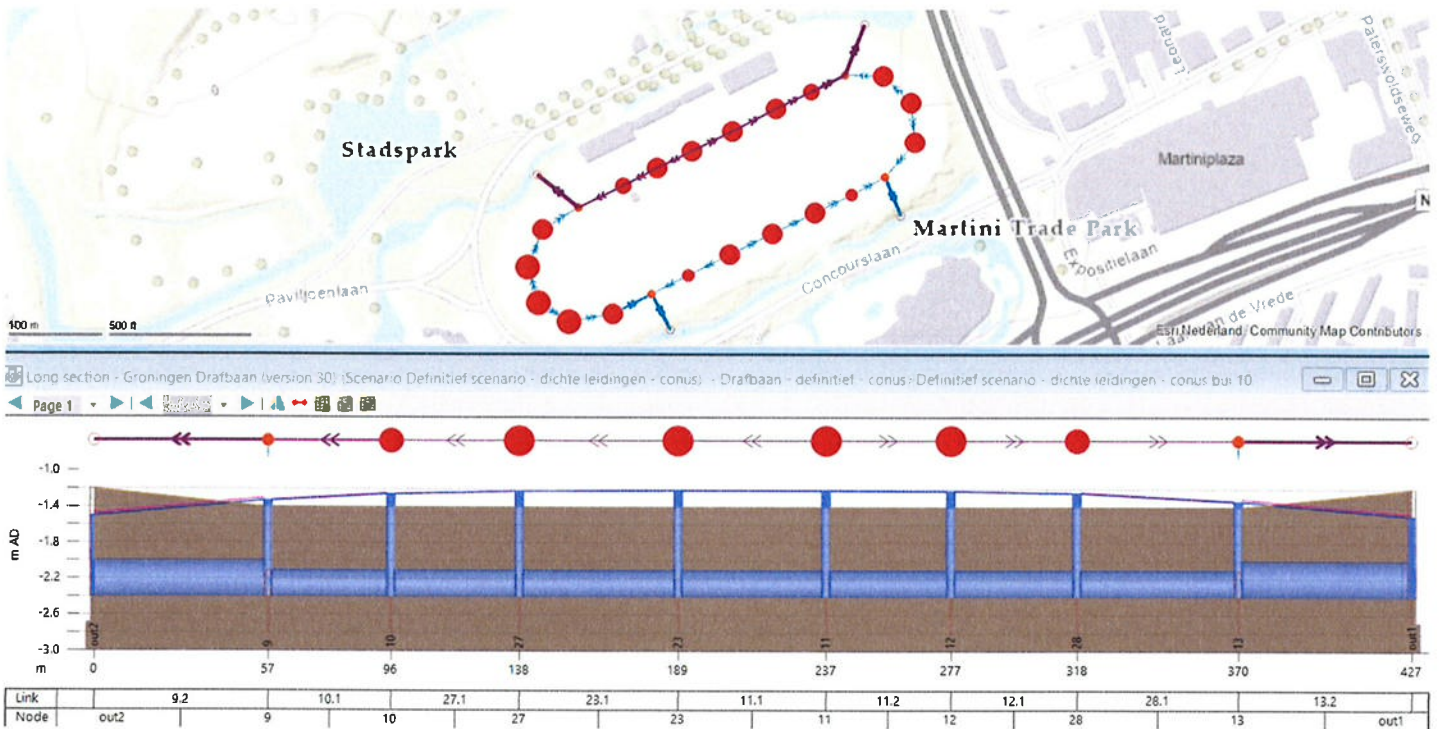 Stadspark
Leonard
Paterswoldseweg
Martiniplaza
N
Martini Trade Park
Expositielaan
Concourslaan
Paviljoenlaan
aan de Vrede
100 m 500 ft
Esri Nederland, Community Map Contributors
Long section - Groningen Drafbaan (version 30) (Scenario Definitief scenario - dichte leidingen - conus) - Drafbaan - definitief - conus: Definitief scenario - dichte leidingen - conus bui 10
Page 1
-1.0
-1.4
-1.8
-2.2
-2.6
-3.0
m AD
out2 9 10 27 23 11 12 28 13 out1
m 0 57 96 138 189 237 277 318 370 427
Link 9.2 10.1 27.1 23.1 11.1 11.2 12.1 28.1 13.2
Node out2 9 10 27 23 11 12 28 13 out1